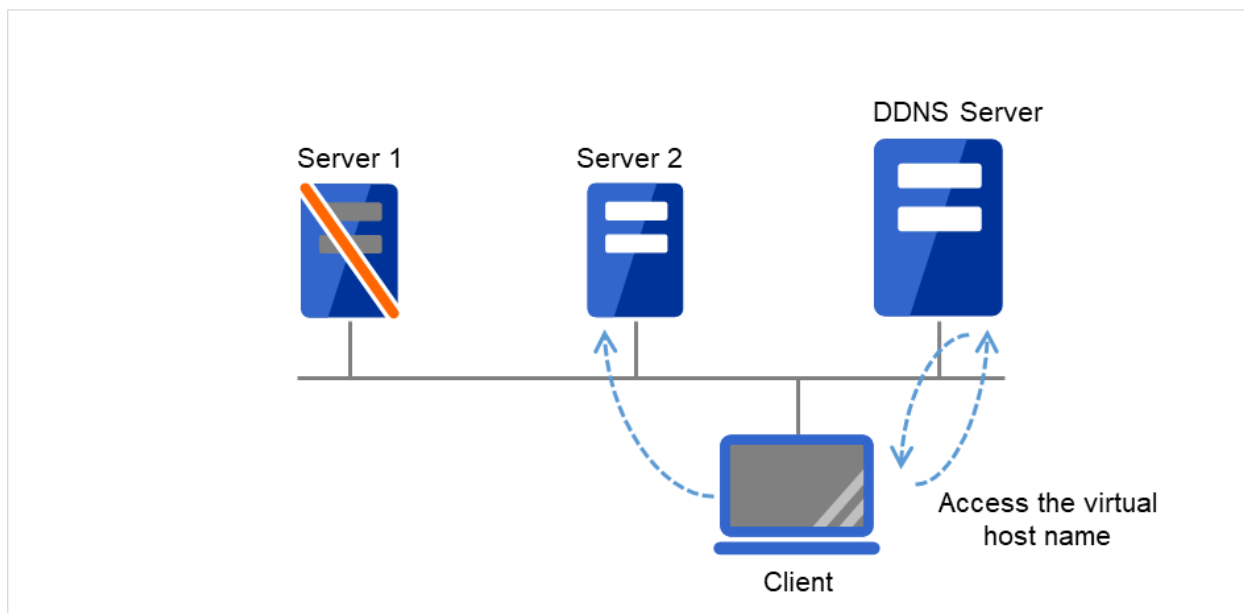 DDNS Server
Server 1
Server 2
Access the virtual
host name
Client